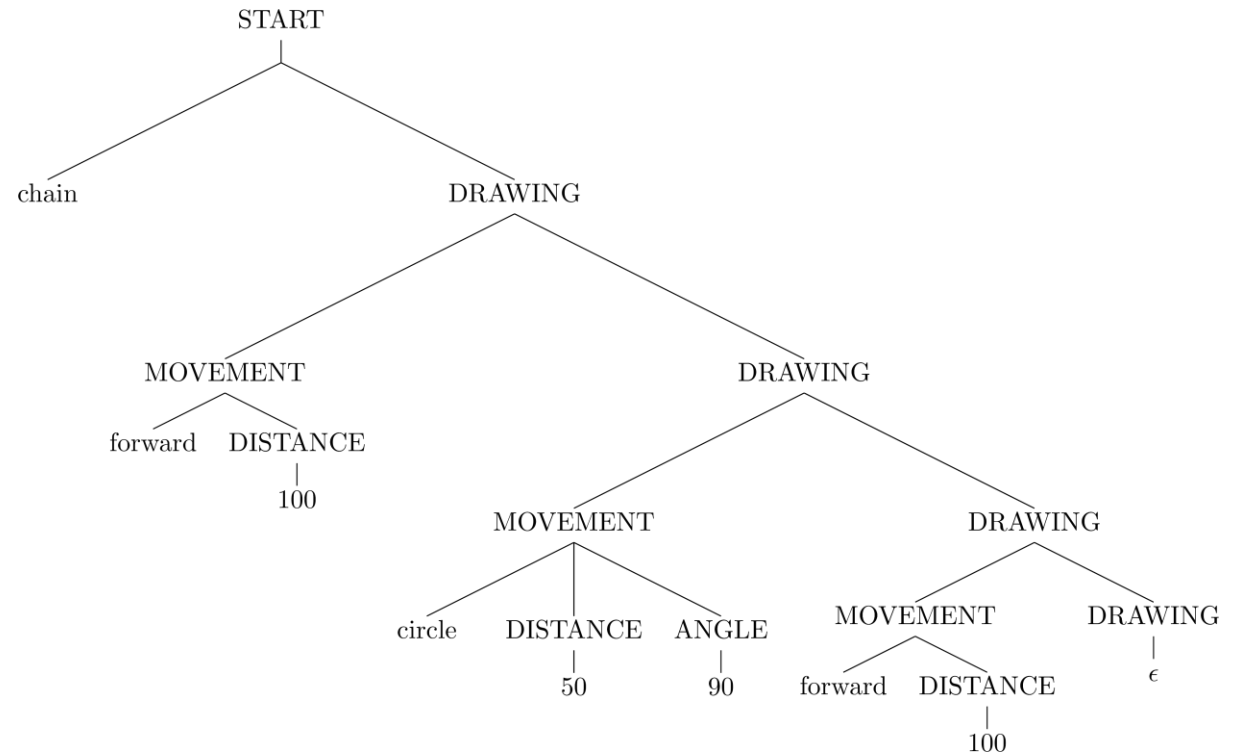 START
chain DRAWING
MOVEMENT DRAWING
forward DISTANCE
100
MOVEMENT DRAWING
circle DISTANCE ANGLE MOVEMENT DRAWING
50 90 forward DISTANCE ϵ
100